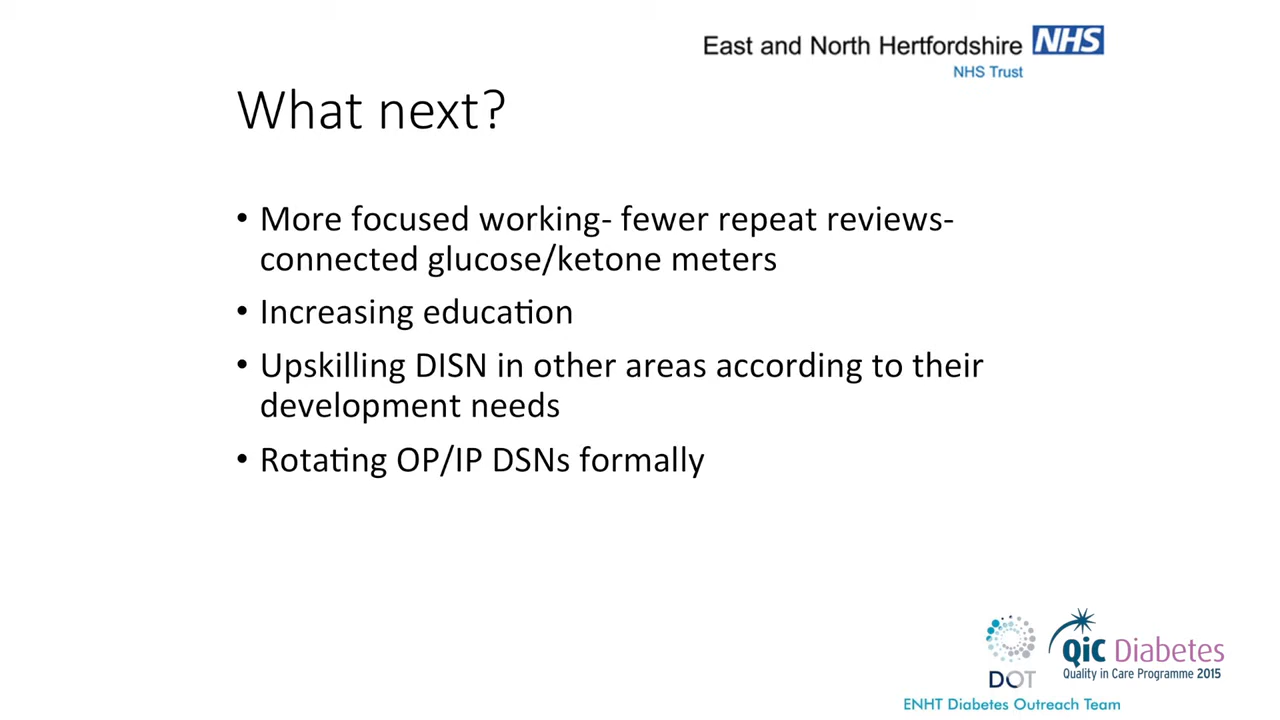 East and North Hertfordshire NHS
NHS Trust
What next?
• More focused working- fewer repeat reviews-
connected glucose/ketone meters
• Increasing education
• Upskilling DISN in other areas according to their
development needs
• Rotating OP/IP DSNs formally
DOT
QiC Diabetes
Quality in Care Programme 2015
ENHT Diabetes Outreach Team